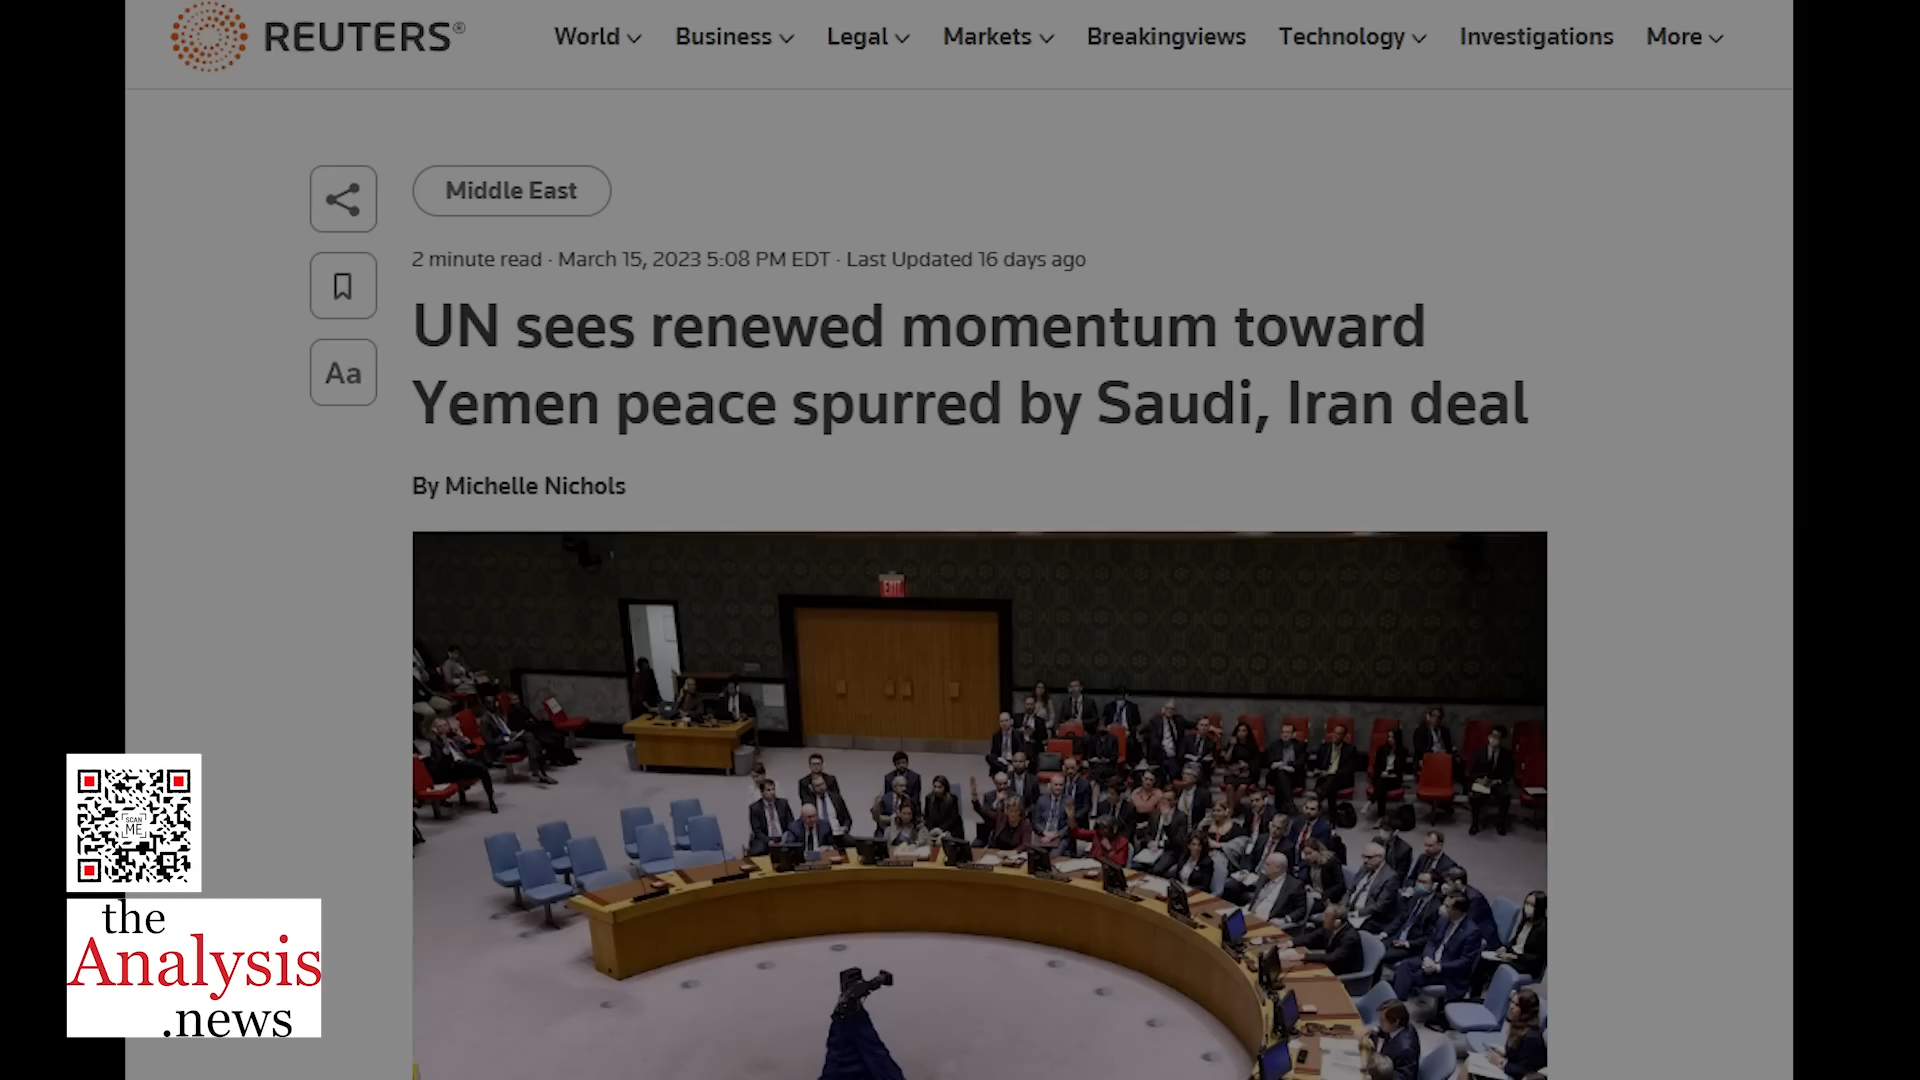 REUTERS®
World Business Legal Markets Breakingviews Technology Investigations More
Middle East
2 minute read · March 15, 2023 5:08 PM EDT · Last Updated 16 days ago
Aa
UN sees renewed momentum toward
Yemen peace spurred by Saudi, Iran deal
By Michelle Nichols
EXIT
SCAN
ME
the
Analysis
.news